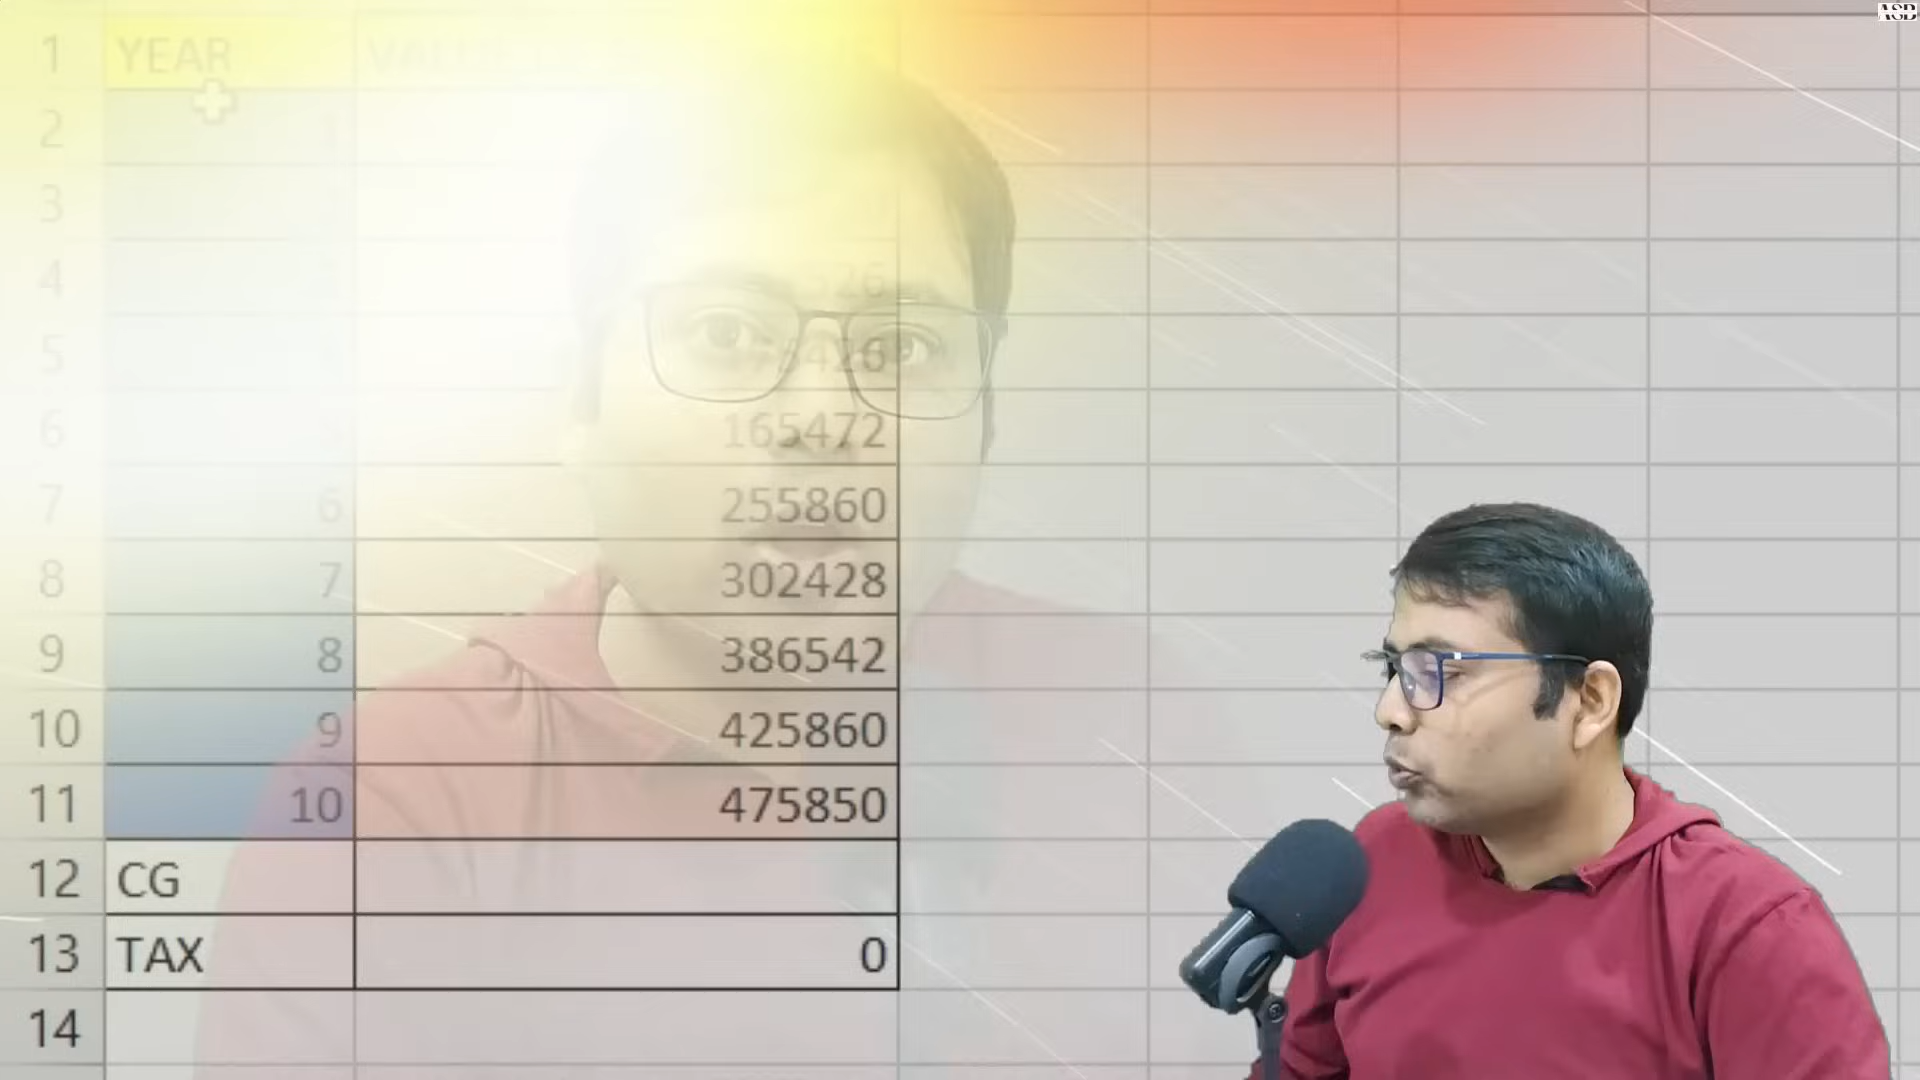 ASD
1 YEAR
2
3
4
5
6 165472
7 6 255860
8 7 302428
9 8 386542
10 9 425860
11 10 475850
12 CG
13 TAX 0
14